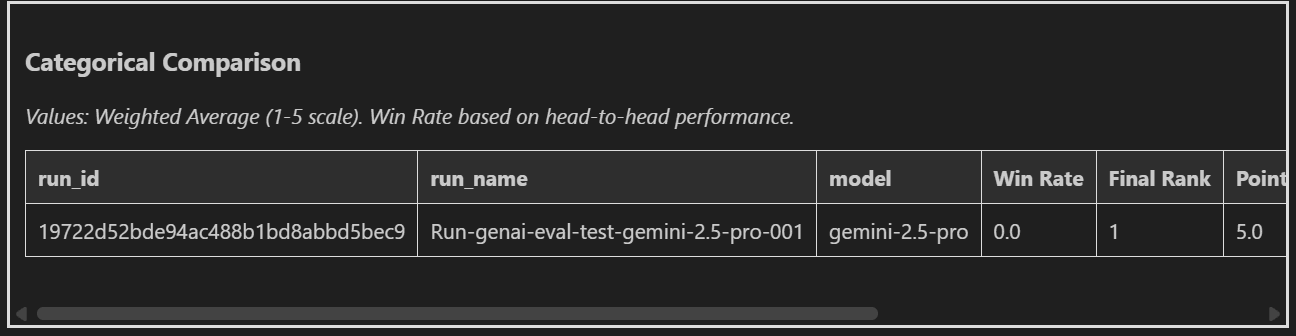 Categorical Comparison
Values: Weighted Average (1-5 scale). Win Rate based on head-to-head performance.
run_id run_name model Win Rate Final Rank Point
19722d52bde94ac488b1bd8abbd5bec9 Run-genai-eval-test-gemini-2.5-pro-001 gemini-2.5-pro 0.0 1 5.0